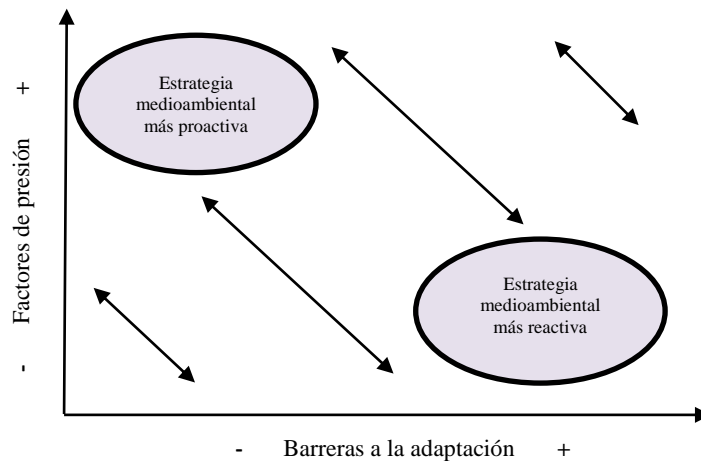 Estrategia
medioambiental
más proactiva
Estrategia
medioambiental
más reactiva
- Factores de presión +
- Barreras a la adaptación +